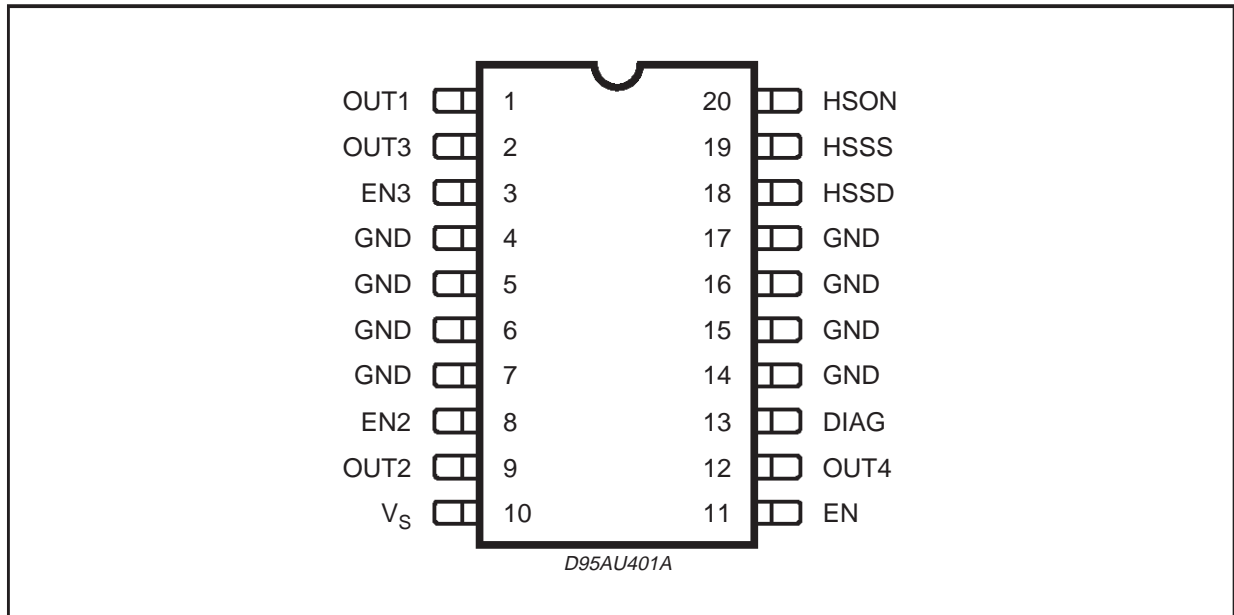 OUT1 1 20 HSON
OUT3 2 19 HSSS
EN3 3 18 HSSD
GND 4 17 GND
GND 5 16 GND
GND 6 15 GND
GND 7 14 GND
EN2 8 13 DIAG
OUT2 9 12 OUT4
VS 10 11 EN
D95AU401A